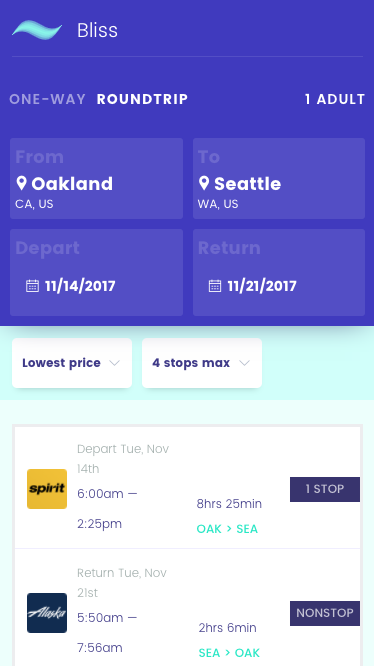 Bliss
ONE-WAY ROUNDTRIP 1 ADULT
From
Oakland
CA, US
To
Seattle
WA, US
Depart
11/14/2017
Return
11/21/2017
Lowest price
4 stops max
spirit
Depart Tue, Nov
14th
6:00am —
2:25pm
8hrs 25min
OAK > SEA
1 STOP
Alaska
Return Tue, Nov
21st
5:50am —
7:56am
2hrs 6min
SEA > OAK
NONSTOP